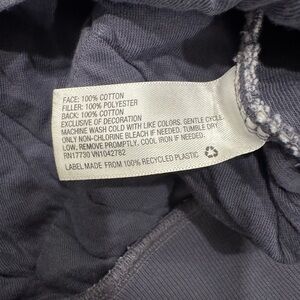 FACE: 100% COTTON
FILLER: 100% POLYESTER
BACK: 100% COTTON
EXCLUSIVE OF DECORATION
MACHINE WASH COLD WITH LIKE COLORS. GENTLE CYCLE.
ONLY NON-CHLORINE BLEACH IF NEEDED. TUMBLE DRY
LOW, REMOVE PROMPTLY. COOL IRON IF NEEDED.
RN17730 VN1042782
LABEL MADE FROM 100% RECYCLED PLASTIC